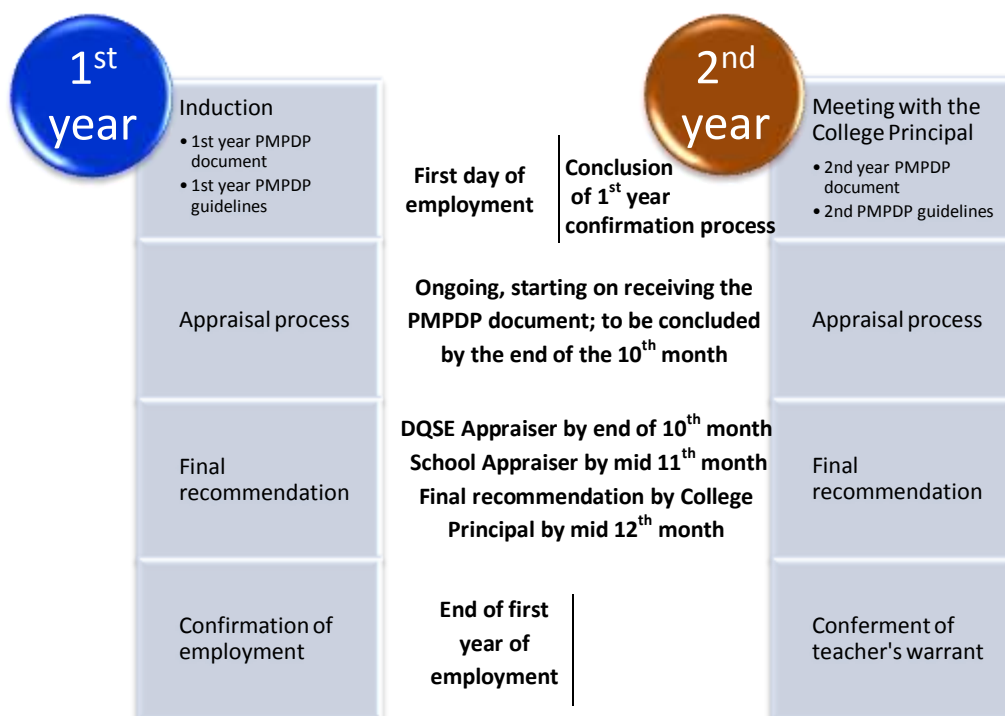 1st
year
Induction
• 1st year PMPDP
document
• 1st year PMPDP
guidelines
First day of
employment
Conclusion
of 1st year
confirmation process
2nd
year
Meeting with the
College Principal
• 2nd year PMPDP
document
• 2nd PMPDP guidelines
Appraisal process
Ongoing, starting on receiving the
PMPDP document; to be concluded
by the end of the 10th month
Appraisal process
Final
recommendation
DQSE Appraiser by end of 10th month
School Appraiser by mid 11th month
Final recommendation by College
Principal by mid 12th month
Final
recommendation
Confirmation of
employment
End of first
year of
employment
Conferment of
teacher's warrant